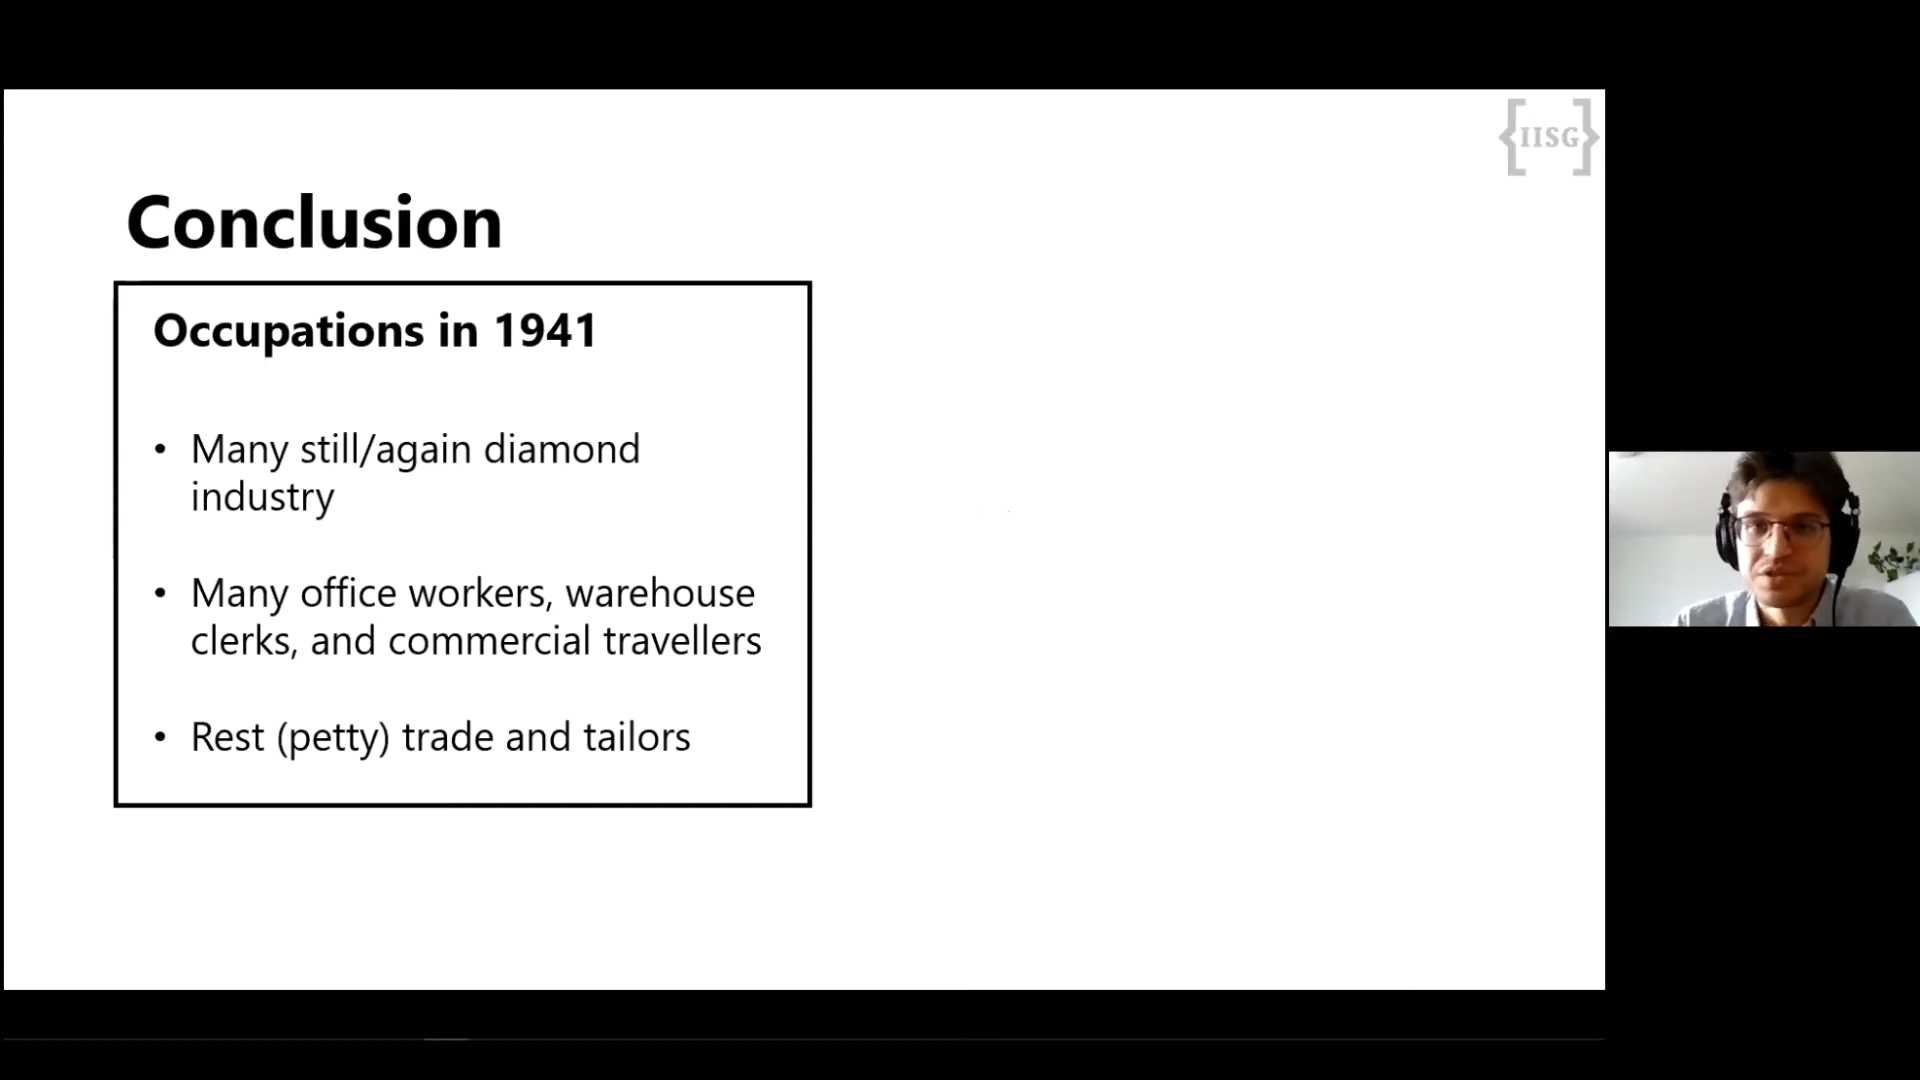 {IISG}
Conclusion
Occupations in 1941
• Many still/again diamond
industry
• Many office workers, warehouse
clerks, and commercial travellers
• Rest (petty) trade and tailors